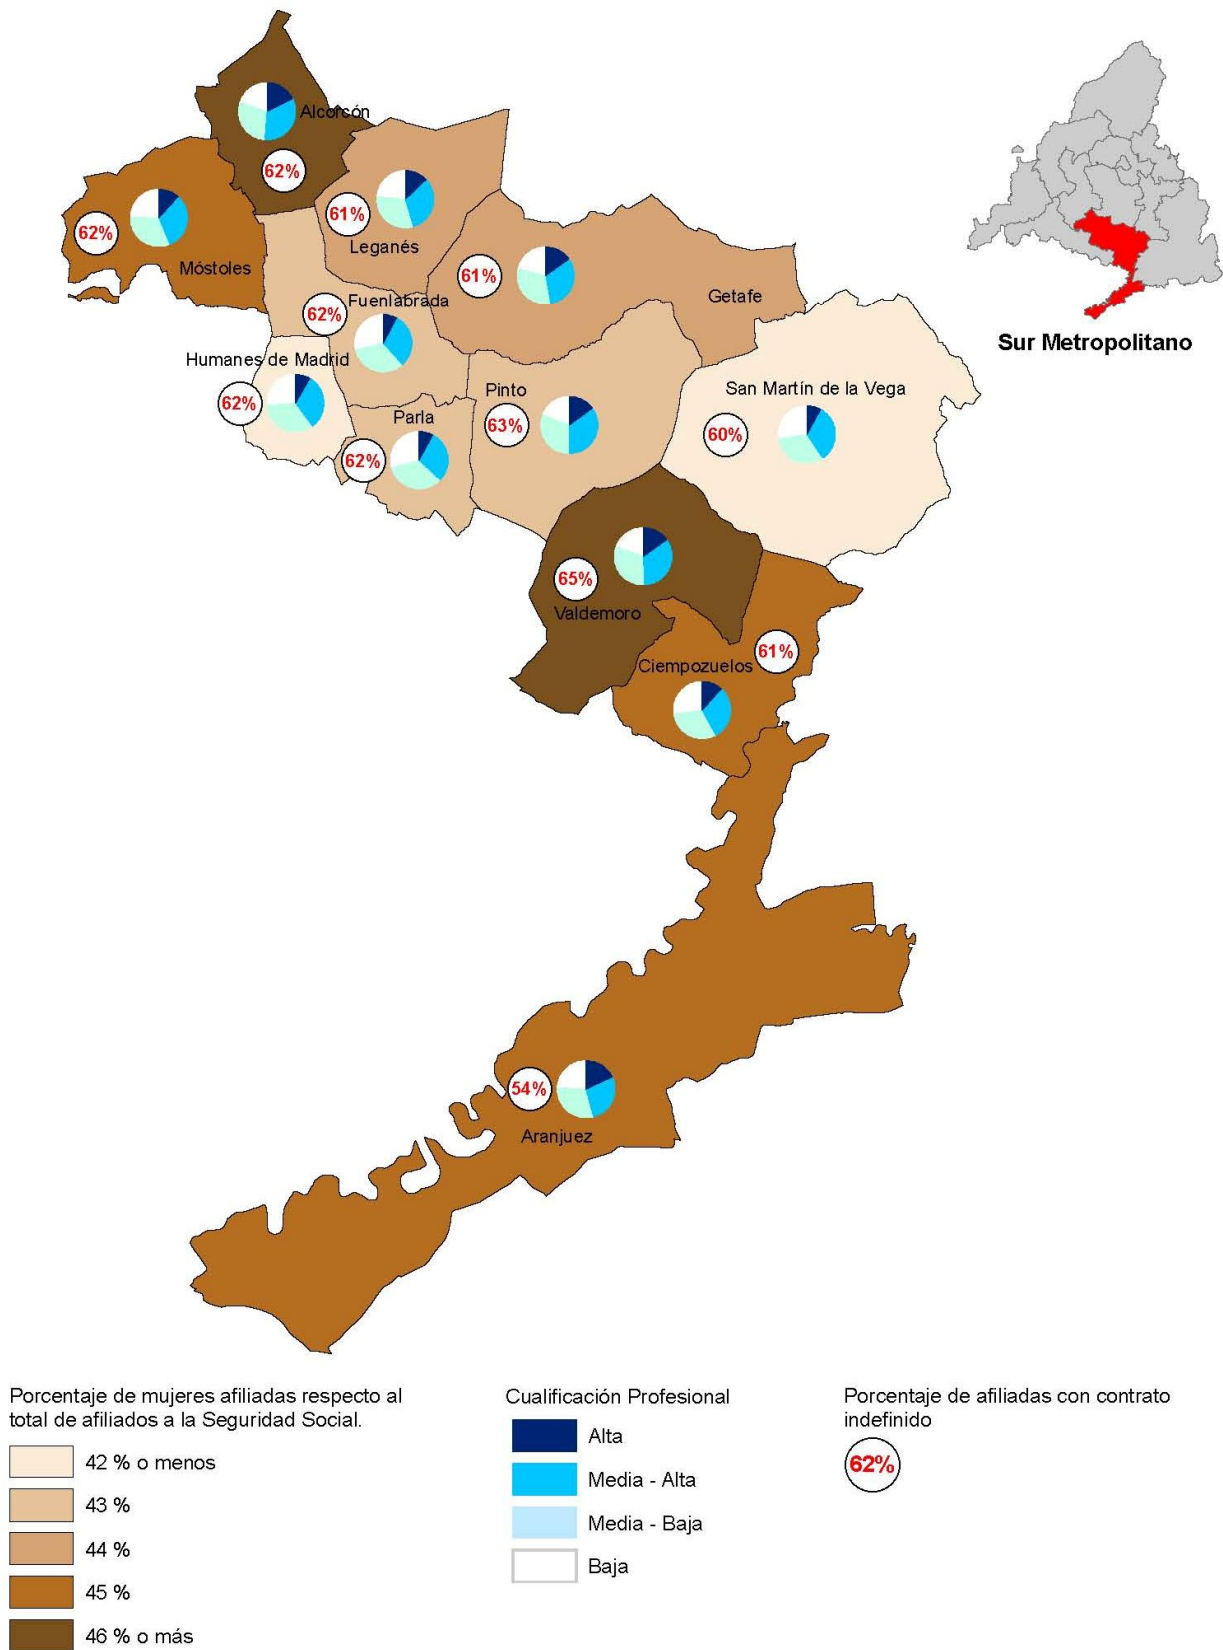 Alcorcón
62%
61%
Leganés
62%
Móstoles
61%
Getafe
Fuenlabrada
62%
Sur Metropolitano
Humanes de Madrid
62%
Pinto
63%
San Martín de la Vega
60%
Parla
62%
65%
Valdemoro
61%
Ciempozuelos
54%
Aranjuez
Porcentaje de mujeres afiliadas respecto al
total de afiliados a la Seguridad Social.
42 % o menos
43 %
44 %
45 %
46 % o más
Cualificación Profesional
Alta
Media - Alta
Media - Baja
Baja
Porcentaje de afiliadas con contrato
indefinido
62%